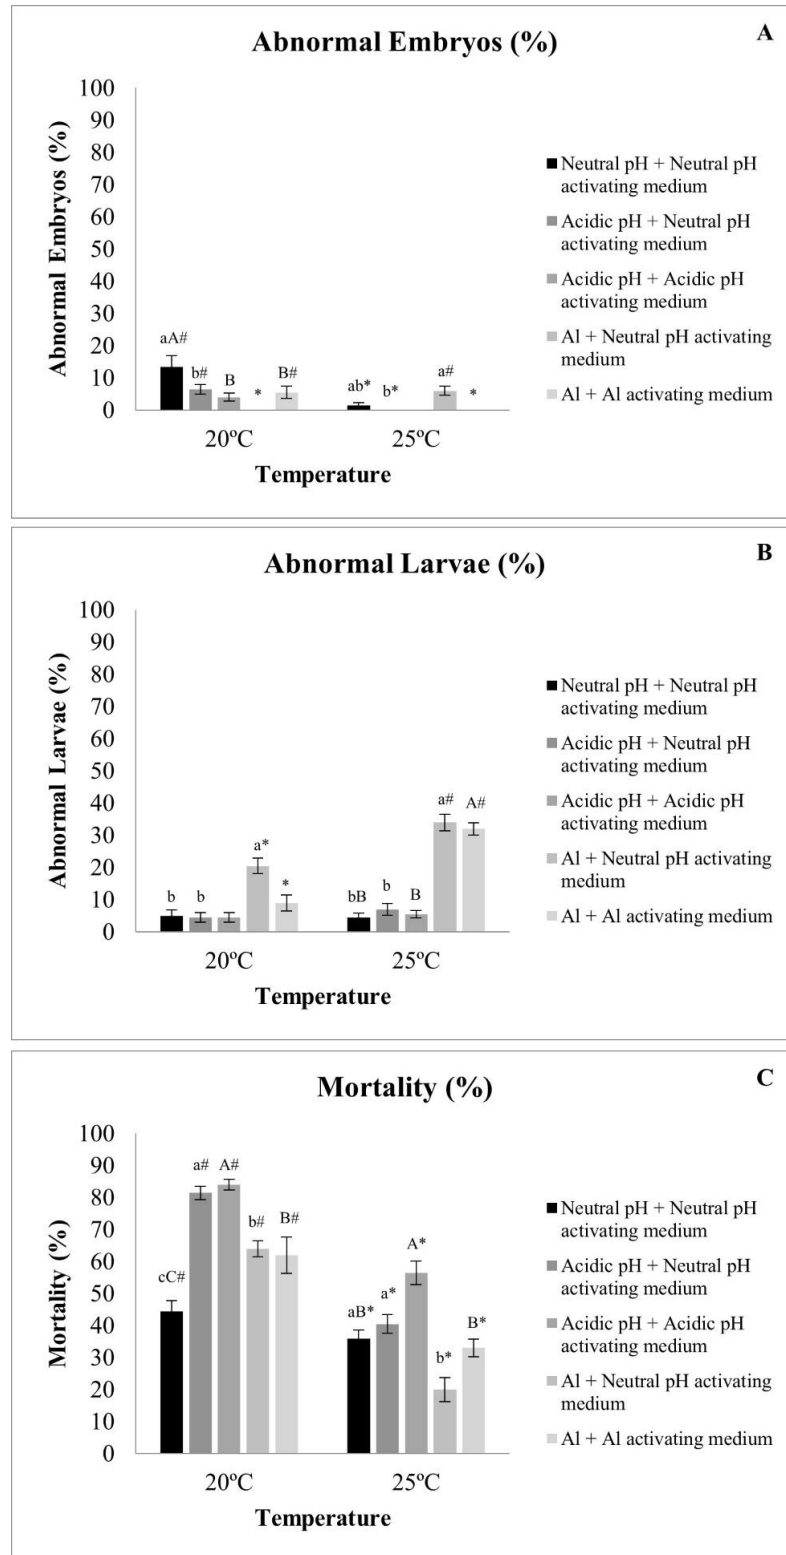 Abnormal Embryos (%)
A
Abnormal Embryos (%)
100
90
80
70
60
50
40
30
20
10
0
aA#
b#
B
*
B#
ab*
b*
a#
*
20ºC
25ºC
Temperature
Neutral pH + Neutral pH
activating medium
Acidic pH + Neutral pH
activating medium
Acidic pH + Acidic pH
activating medium
Al + Neutral pH activating
medium
Al + Al activating medium
Abnormal Larvae (%)
B
Abnormal Larvae (%)
100
90
80
70
60
50
40
30
20
10
0
b
b
a*
*
bB
b
B
a#
A#
20ºC
25ºC
Temperature
Neutral pH + Neutral pH
activating medium
Acidic pH + Neutral pH
activating medium
Acidic pH + Acidic pH
activating medium
Al + Neutral pH activating
medium
Al + Al activating medium
Mortality (%)
C
Mortality (%)
100
90
80
70
60
50
40
30
20
10
0
cC#
a#
A#
b#
B#
aB*
a*
A*
b*
B*
20ºC
25ºC
Temperature
Neutral pH + Neutral pH
activating medium
Acidic pH + Neutral pH
activating medium
Acidic pH + Acidic pH
activating medium
Al + Neutral pH activating
medium
Al + Al activating medium